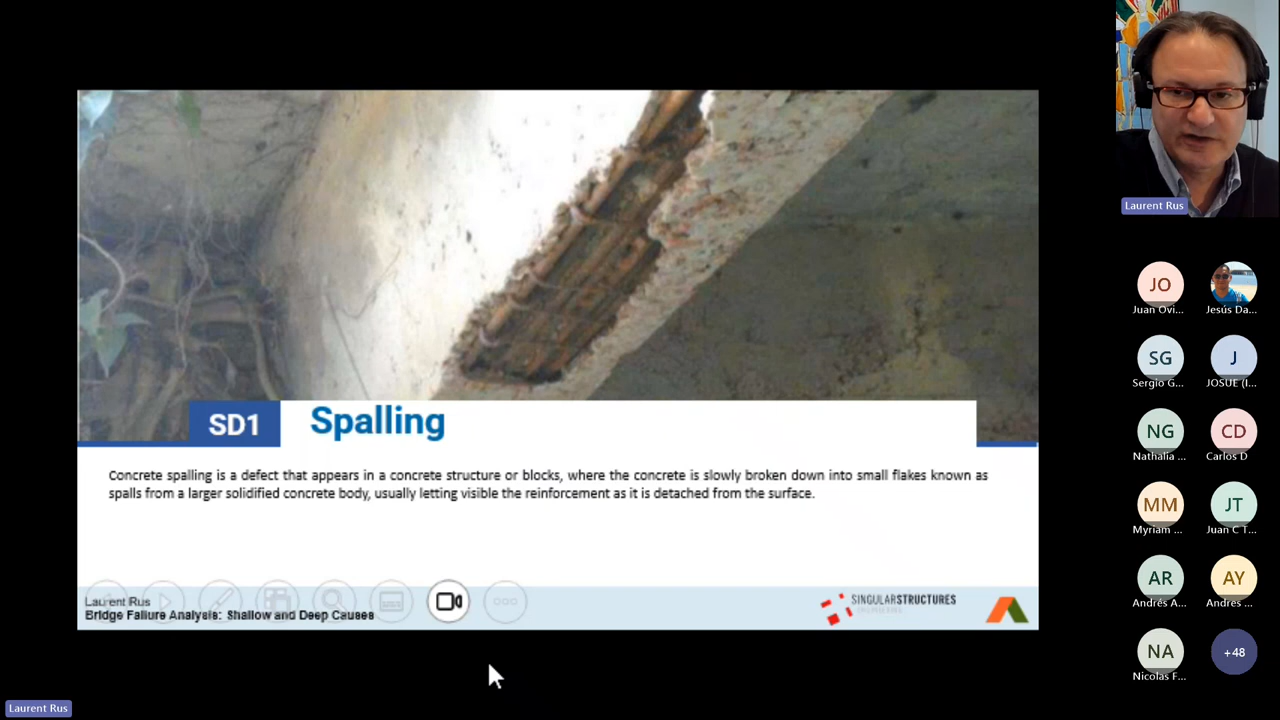 SD1
Spalling
Concrete spalling is a defect that appears in a concrete structure or blocks, where the concrete is slowly broken down into small flakes known as
spalls from a larger solidified concrete body, usually letting visible the reinforcement as it is detached from the surface.
Laurent Rus
Bridge Failure Analysis: Shallow and Deep Causes
SINGULARSTRUCTURES
Laurent Rus
JO
Juan Ovi...
Jesús Da...
SG
Sergio G...
J
JOSUE (I...
NG
Nathalia ...
CD
Carlos D
MM
Myriam ...
JT
Juan C T...
AR
Andrés A...
AY
Andres ...
NA
Nicolas F...
+48
Laurent Rus